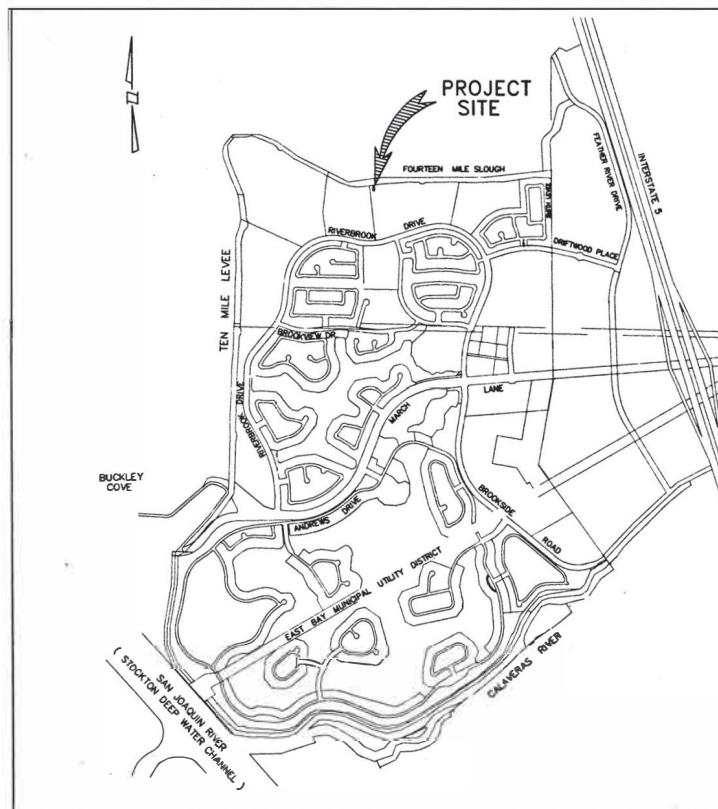 PROJECT
SITE
FOURTEEN MILE SLOUGH
FEATHER RIVER DRIVE
INTERSTATE 5
RIVERBROOK DRIVE
DRIFTWOOD PLACE
TEN MILE LEVEE
BROOKVIEW DR.
LANE
MARCH
RIVERBROOK DRIVE
BUCKLEY
COVE
BROOKSIDE
ROAD
ANDREWS DRIVE
EAST BAY MUNICIPAL UTILITY DISTRICT
CALAVERAS RIVER
SAN JOAQUIN RIVER
( STOCKTON DEEP WATER CHANNEL )